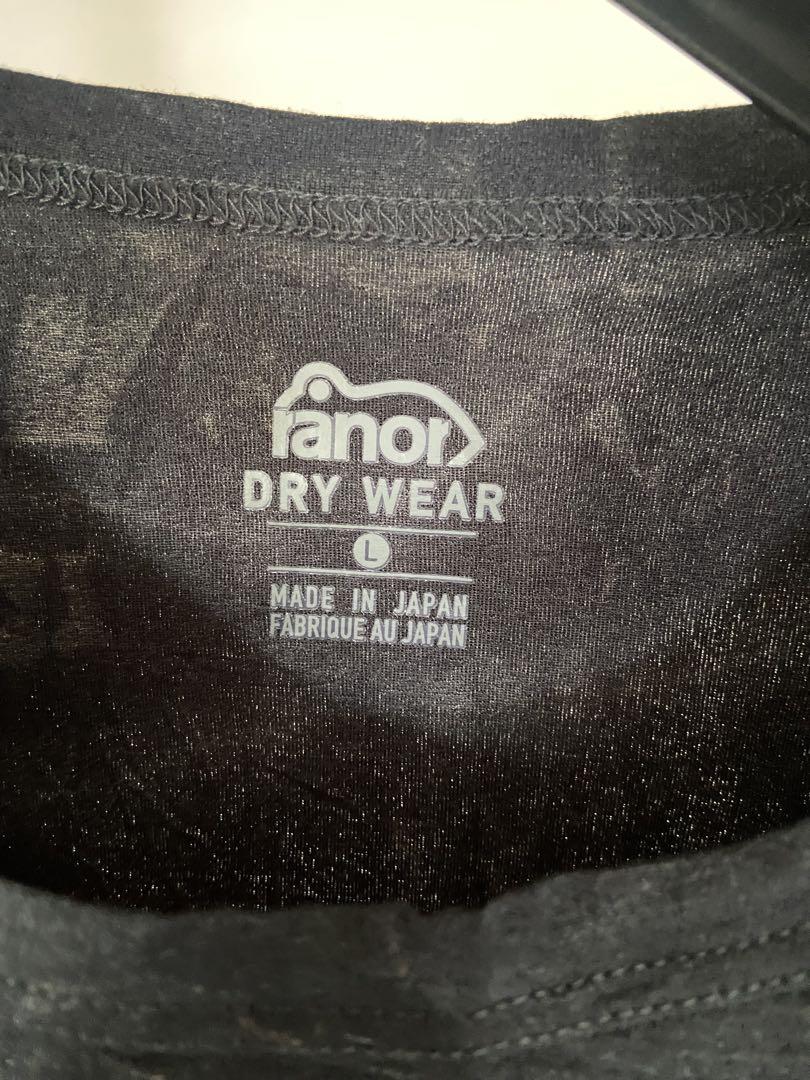 ranor
DRY WEAR
L
MADE IN JAPAN
FABRIQUE AU JAPAN